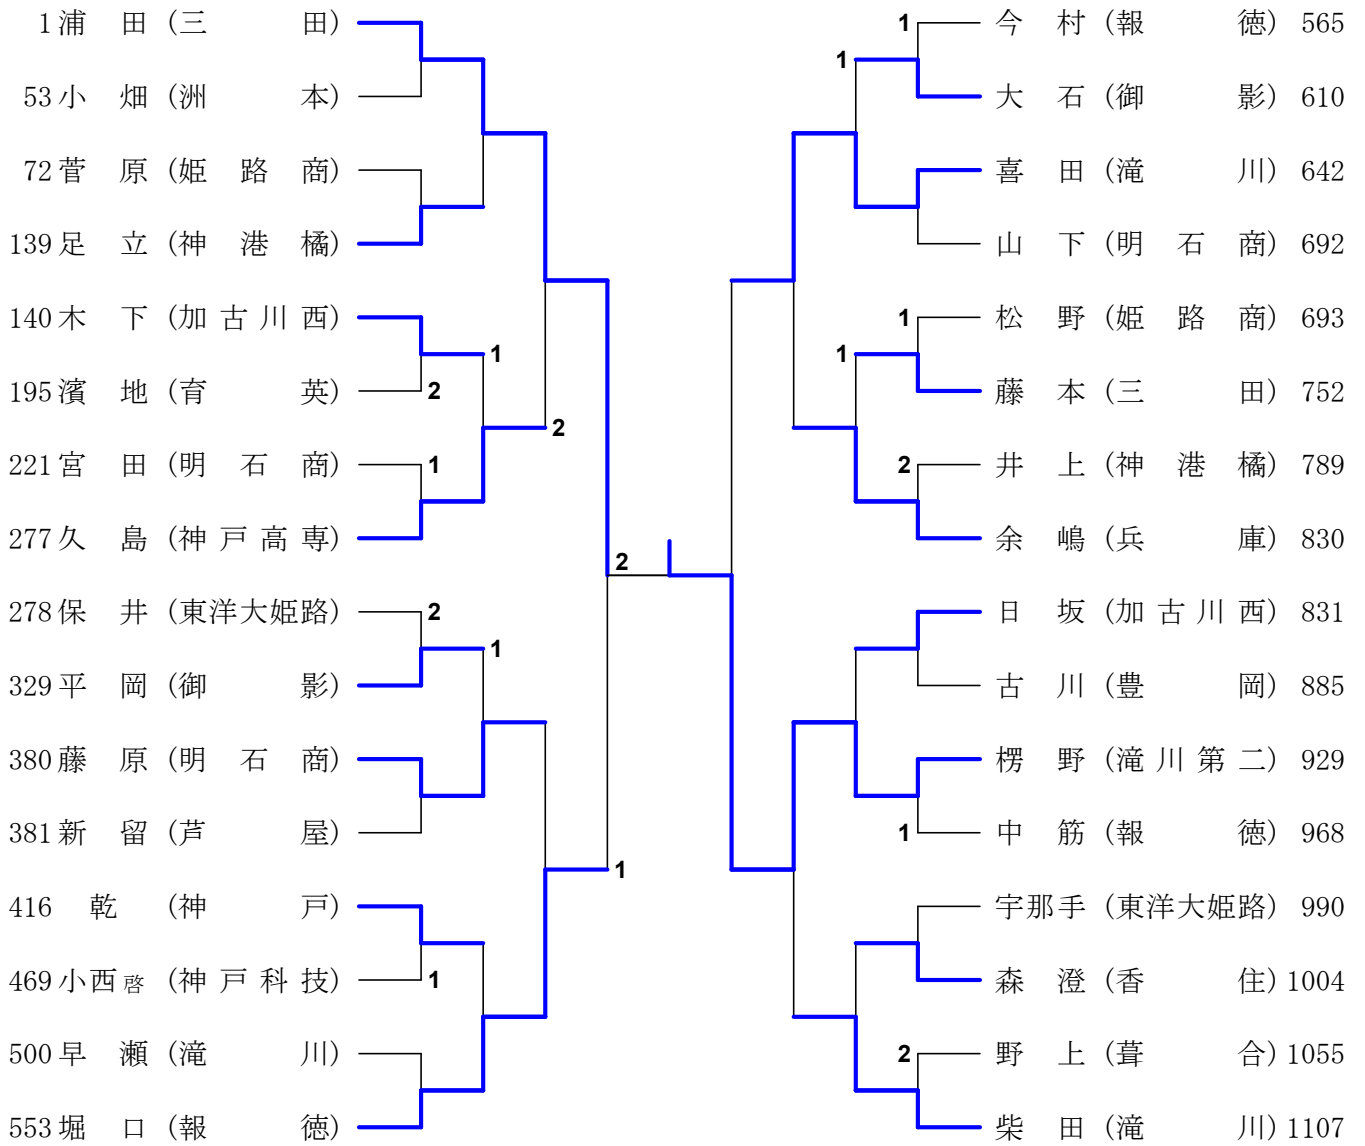 1 浦 田 (三 田) 1 今 村 (報 徳) 565
1
53 小 畑 (洲 本) 大 石 (御 影) 610
72 菅 原 (姫 路 商) 喜 田 (滝 川) 642
139 足 立 (神 港 橘) 山 下 (明 石 商) 692
140 木 下 (加 古 川 西) 1 松 野 (姫 路 商) 693
1 1
195 濱 地 (育 英) 2 藤 本 (三 田) 752
2
221 宮 田 (明 石 商) 1 2 井 上 (神 港 橘) 789
277 久 島 (神 戸 高 専) 余 嶋 (兵 庫) 830
2
278 保 井 (東洋大姫路) 2 日 坂 (加 古 川 西) 831
1
329 平 岡 (御 影) 古 川 (豊 岡) 885
380 藤 原 (明 石 商) 楞 野 (滝 川 第 二) 929
381 新 留 (芦 屋) 1 中 筋 (報 徳) 968
1
416 乾 (神 戸) 宇那手 (東洋大姫路) 990
469 小西啓 (神 戸 科 技) 1 森 澄 (香 住) 1004
500 早 瀬 (滝 川) 2 野 上 (葺 合) 1055
553 堀 口 (報 徳) 柴 田 (滝 川) 1107